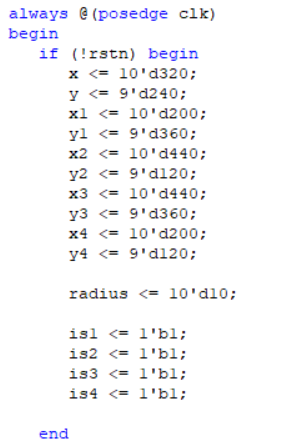 always @(posedge clk)
begin
if (!rstn) begin
x <= 10'd320;
y <= 9'd240;
x1 <= 10'd200;
y1 <= 9'd360;
x2 <= 10'd440;
y2 <= 9'd120;
x3 <= 10'd440;
y3 <= 9'd360;
x4 <= 10'd200;
y4 <= 9'd120;
radius <= 10'd10;
is1 <= 1'b1;
is2 <= 1'b1;
is3 <= 1'b1;
is4 <= 1'b1;
end